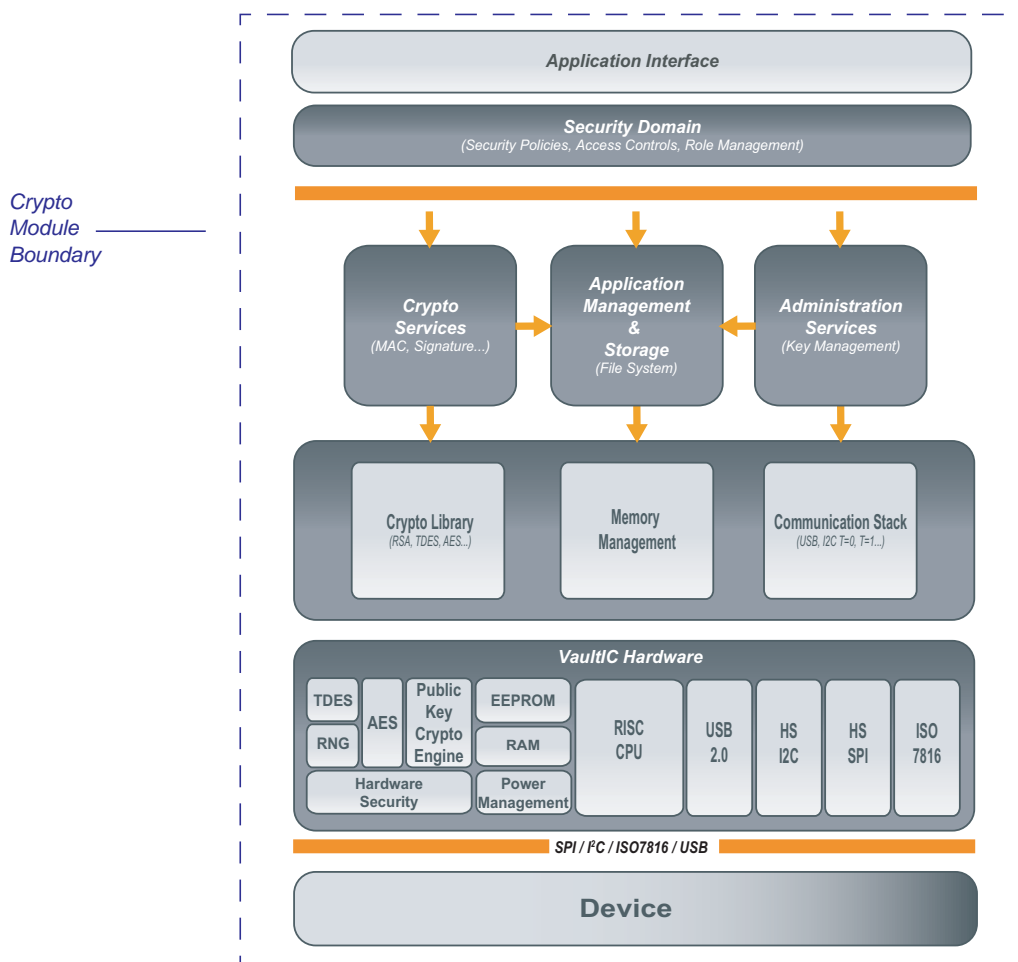 Application Interface
Security Domain
(Security Policies, Access Controls, Role Management)
Crypto
Module
Boundary
Crypto
Services
(MAC, Signature...)
Application
Management
&
Storage
(File System)
Administration
Services
(Key Management)
Crypto Library
(RSA, TDES, AES...)
Memory
Management
Communication Stack
(USB, I2C T=0, T=1...)
VaultIC Hardware
TDES
RNG
AES
Public
Key
Crypto
Engine
Hardware
Security
EEPROM
RAM
Power
Management
RISC
CPU
USB
2.0
HS
I2C
HS
SPI
ISO
7816
SPI / I²C / ISO7816 / USB
Device